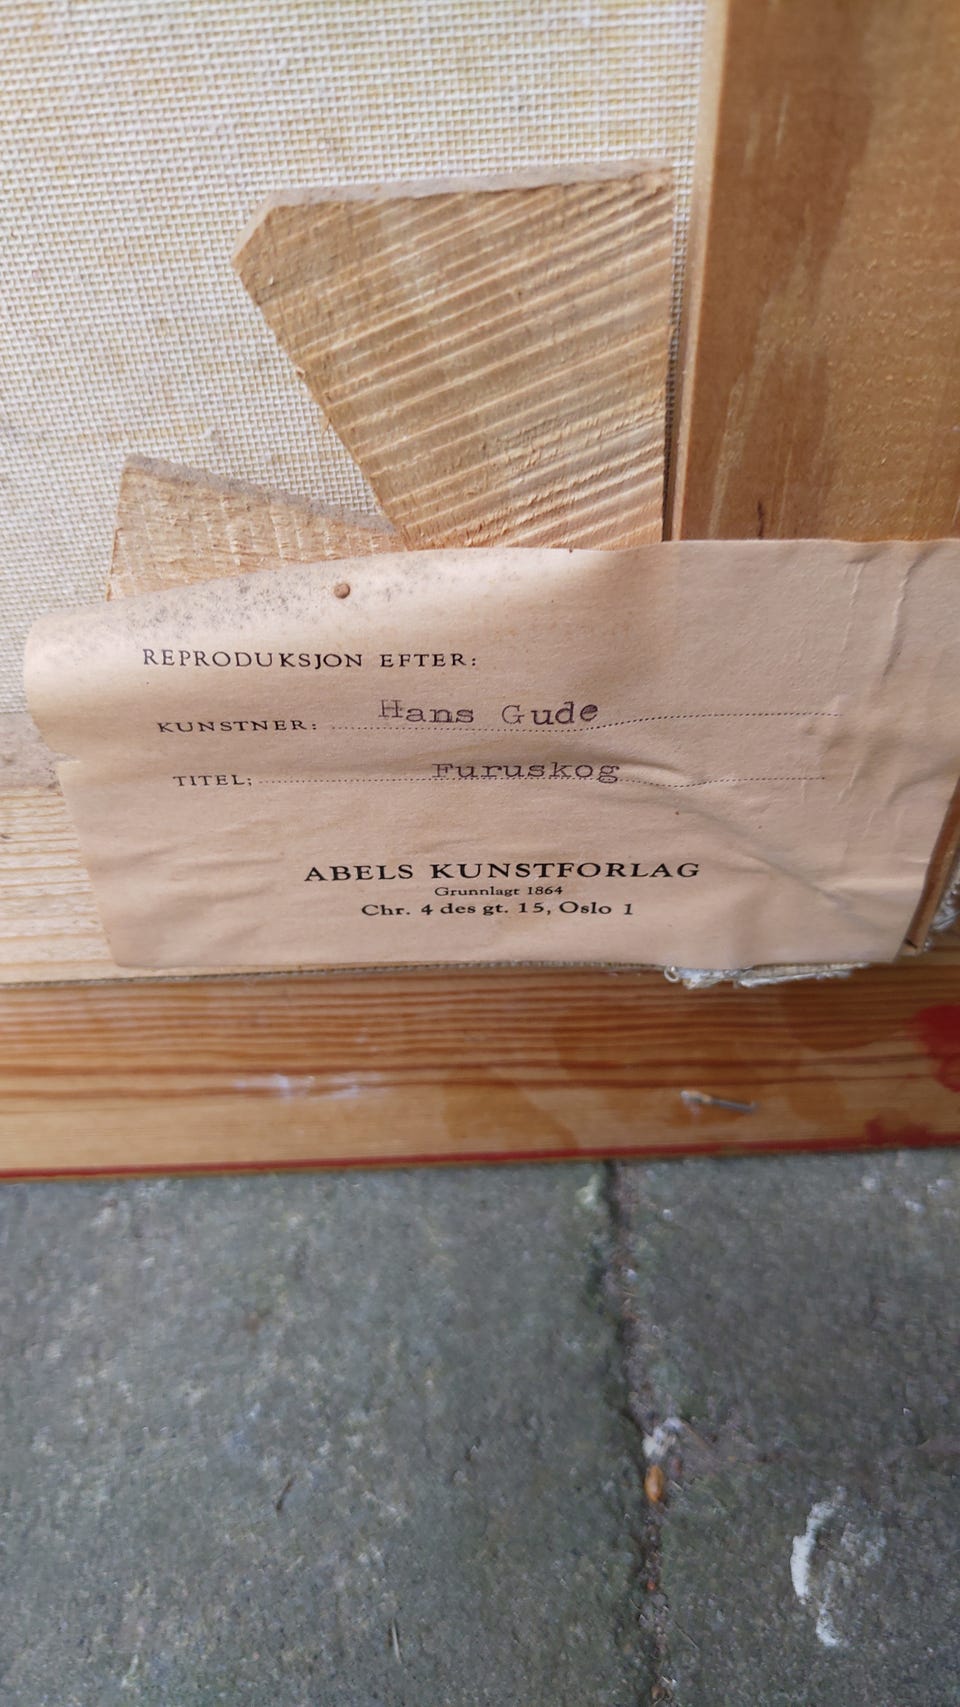 REPRODUKSJON EFTER:
KUNSTNER: Hans Gude
TITEL: Furuskog
ABELS KUNSTFORLAG
Grunnlagt 1864
Chr. 4 des gt. 15, Oslo 1